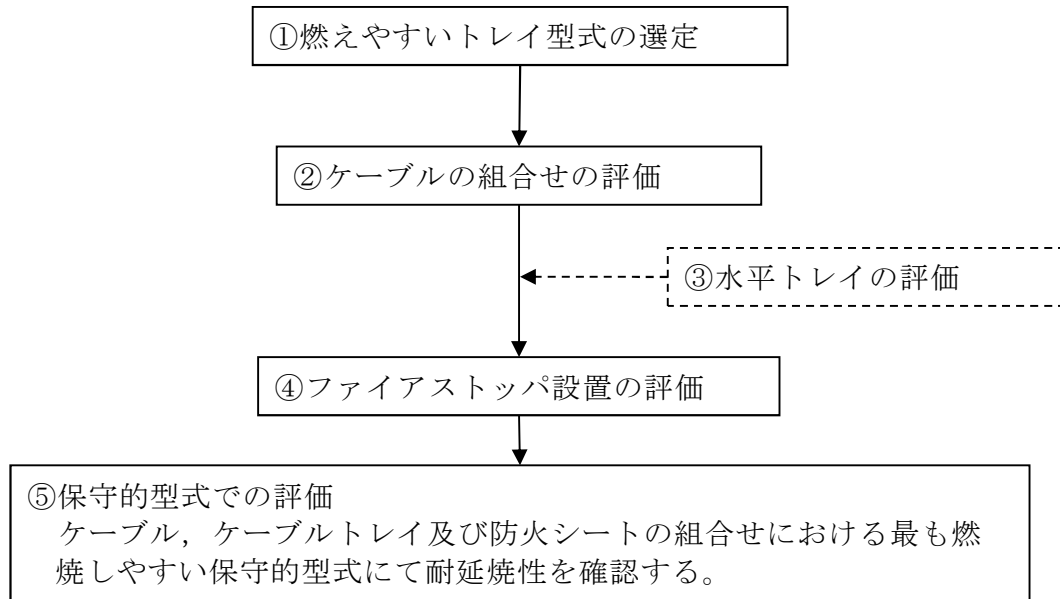 ①燃えやすいトレイ型式の選定
②ケーブルの組合せの評価
③水平トレイの評価
④ファイアストッパ設置の評価
⑤保守的型式での評価
ケーブル，ケーブルトレイ及び防火シートの組合せにおける最も燃
焼しやすい保守的型式にて耐延焼性を確認する。